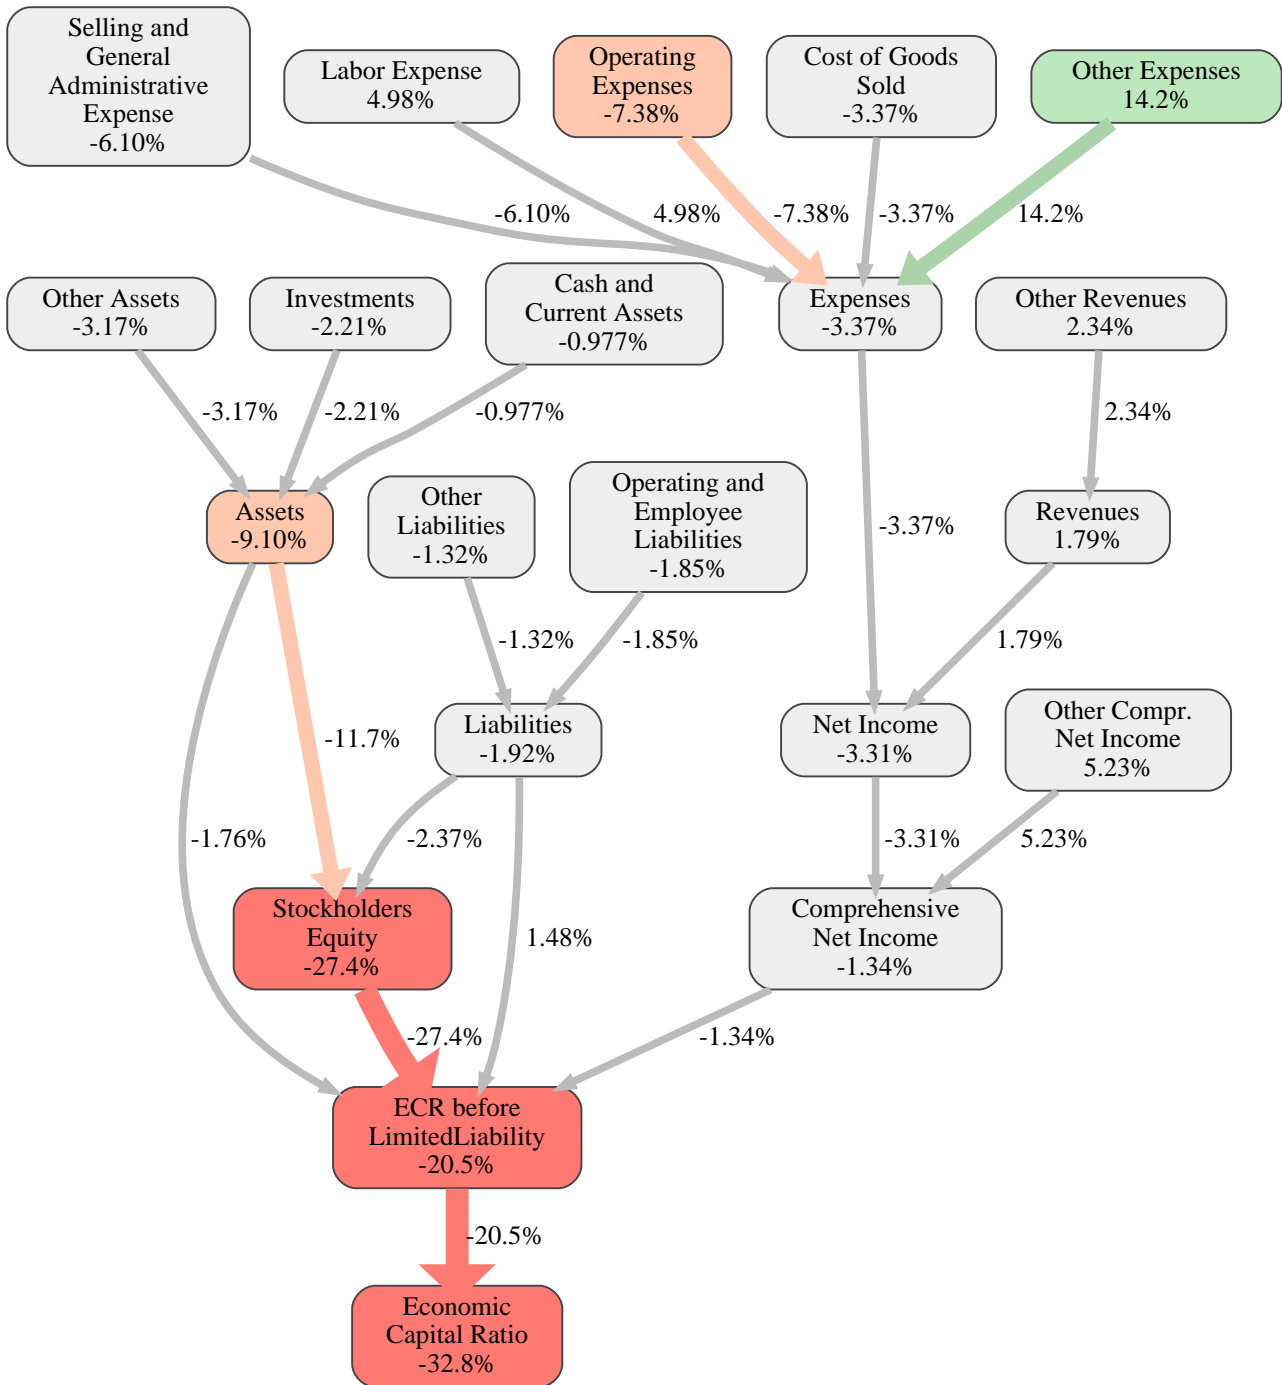 Selling and
General
Administrative
Expense
-6.10%
Labor Expense
4.98%
Operating
Expenses
-7.38%
Cost of Goods
Sold
-3.37%
Other Expenses
14.2%
-6.10%
4.98%
-7.38%
-3.37%
14.2%
Other Assets
-3.17%
Investments
-2.21%
Cash and
Current Assets
-0.977%
Expenses
-3.37%
Other Revenues
2.34%
-3.17%
-2.21%
-0.977%
-3.37%
2.34%
Assets
-9.10%
Other
Liabilities
-1.32%
Operating and
Employee
Liabilities
-1.85%
Revenues
1.79%
-11.7%
-1.32%
-1.85%
1.79%
Liabilities
-1.92%
Net Income
-3.31%
Other Compr.
Net Income
5.23%
-1.76%
-2.37%
1.48%
-3.31%
5.23%
Stockholders
Equity
-27.4%
Comprehensive
Net Income
-1.34%
-27.4%
-1.34%
ECR before
LimitedLiability
-20.5%
-20.5%
Economic
Capital Ratio
-32.8%